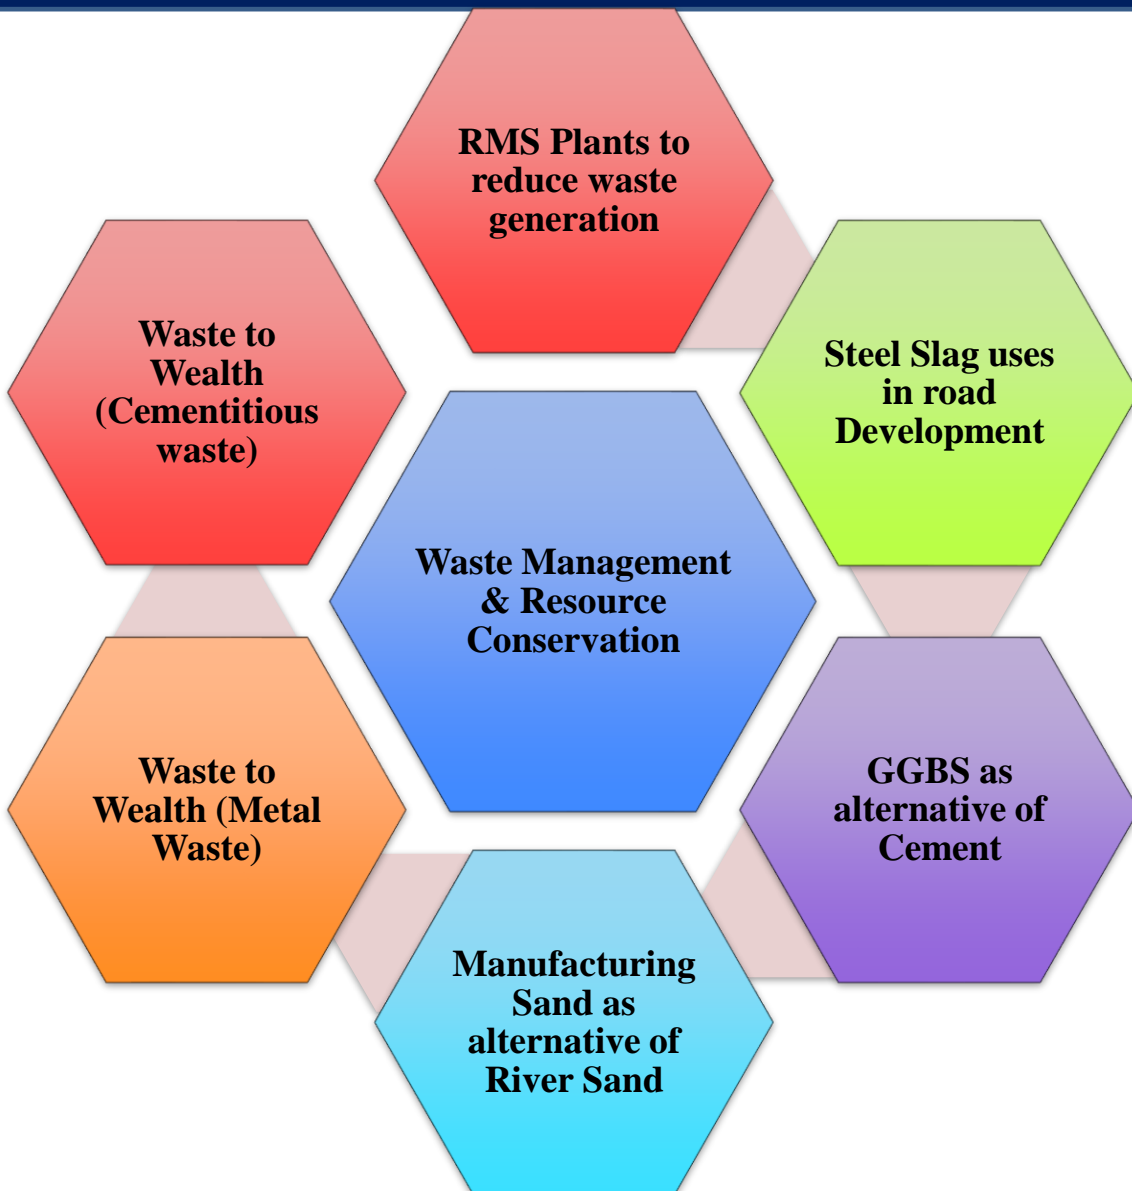 RMS Plants to
reduce waste
generation
Steel Slag uses
in road
Development
GGBS as
alternative of
Cement
Manufacturing
Sand as
alternative of
River Sand
Waste to
Wealth (Metal
Waste)
Waste to
Wealth
(Cementitious
waste)
Waste Management
& Resource
Conservation